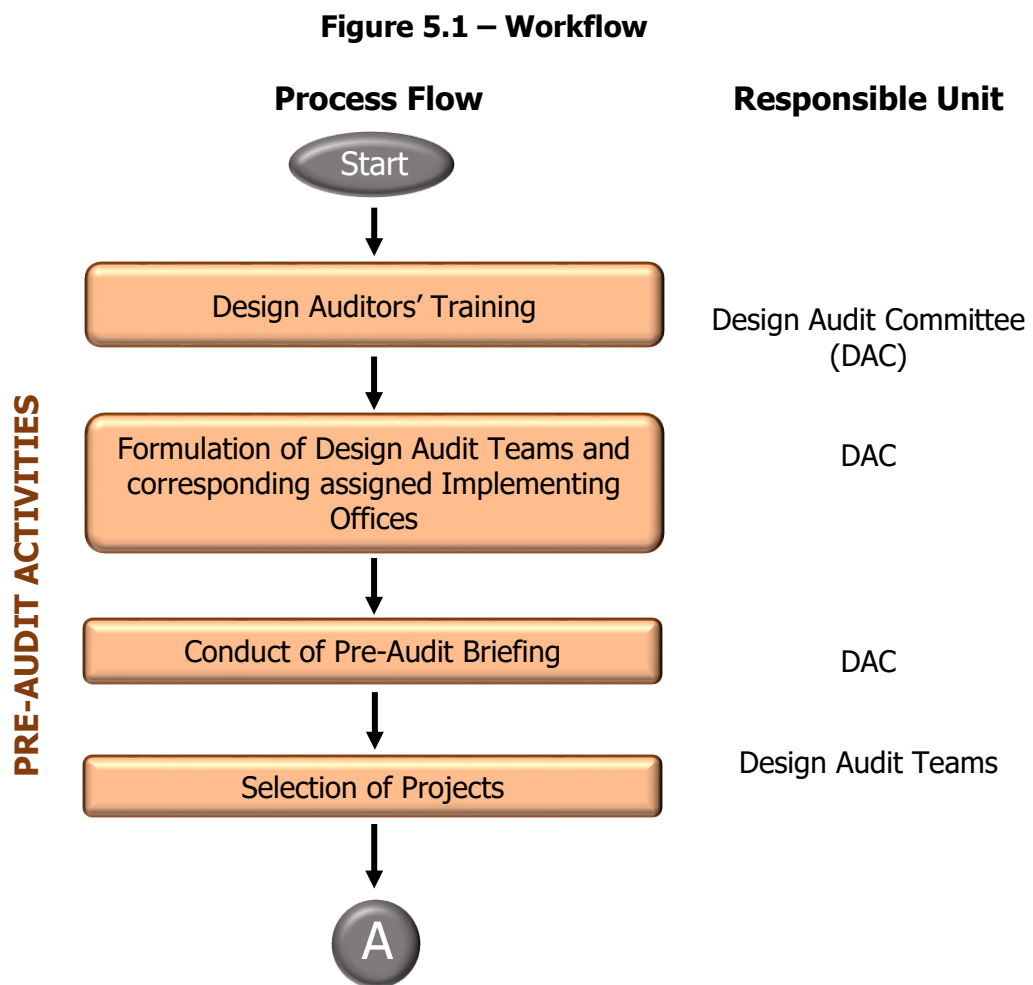 Figure 5.1 – Workflow
Process Flow
Responsible Unit
Start
Design Auditors’ Training
Design Audit Committee
(DAC)
PRE-AUDIT ACTIVITIES
Formulation of Design Audit Teams and
corresponding assigned Implementing
Offices
DAC
Conduct of Pre-Audit Briefing
DAC
Selection of Projects
Design Audit Teams
A